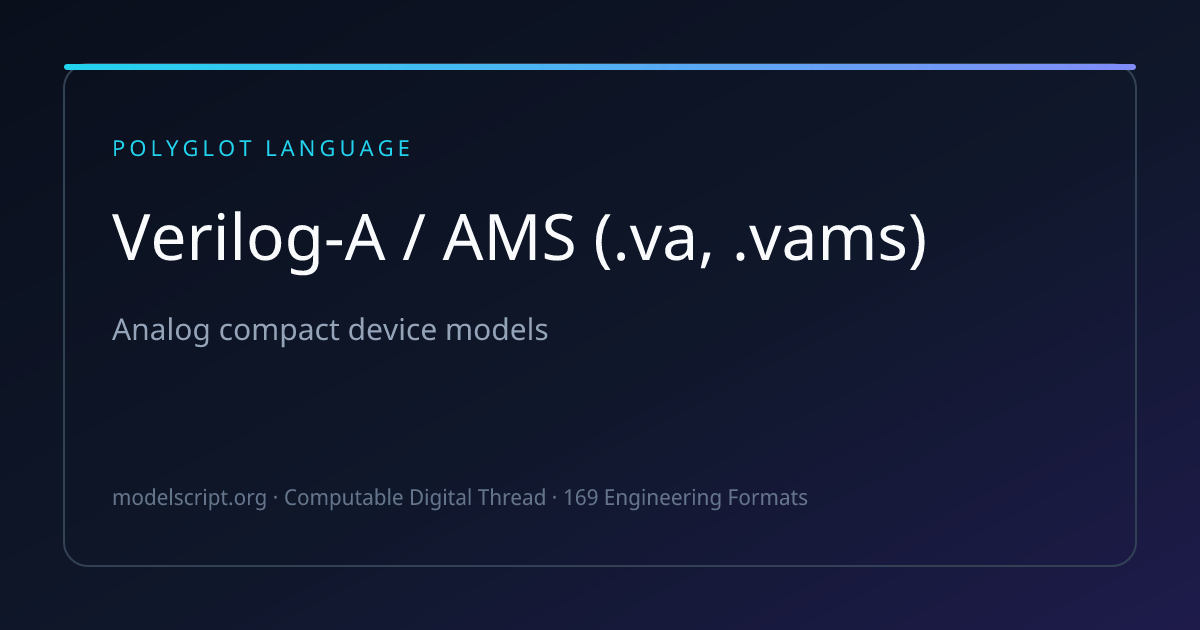 POLYGLOT LANGUAGE
Verilog-A / AMS (.va, .vams)
Analog compact device models
modelscript.org · Computable Digital Thread · 169 Engineering Formats